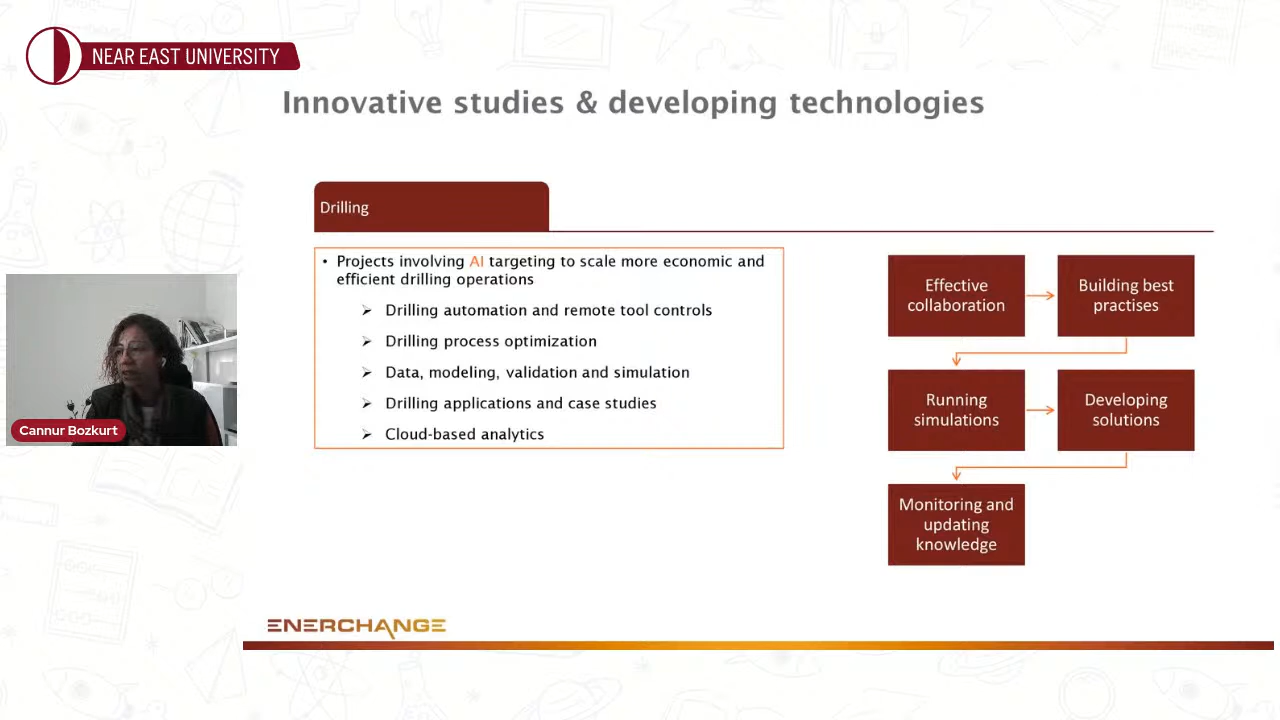 NEAR EAST UNIVERSITY
Innovative studies & developing technologies
Drilling
• Projects involving AI targeting to scale more economic and
efficient drilling operations
➢ Drilling automation and remote tool controls
➢ Drilling process optimization
➢ Data, modeling, validation and simulation
➢ Drilling applications and case studies
➢ Cloud-based analytics
Effective
collaboration
Building best
practises
Running
simulations
Developing
solutions
Monitoring and
updating
knowledge
Cannur Bozkurt
ENERCHANGE